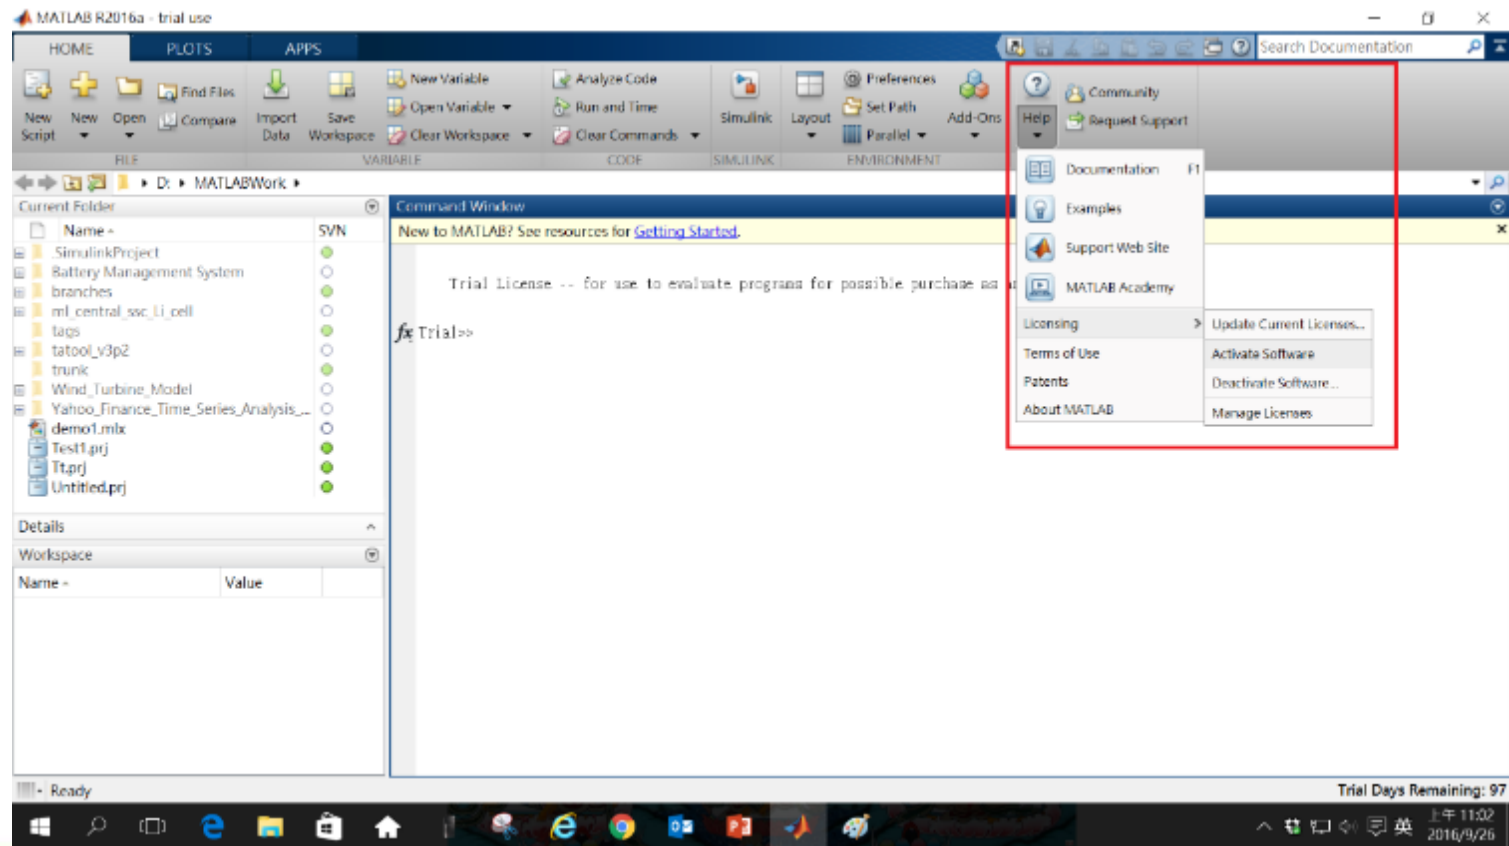 MATLAB R2016a - trial use
HOME PLOTS APPS
Search Documentation
New Script
New
Open
Find Files
Compare
Import Data
Save Workspace
New Variable
Open Variable
Clear Workspace
Analyze Code
Run and Time
Clear Commands
Simulink
Layout
Preferences
Set Path
Parallel
Add-Ons
Help
Community
Request Support
FILE VARIABLE CODE SIMULINK ENVIRONMENT
D: MATLABWork
Current Folder
Name SVN
.SimulinkProject
Battery Management System
branches
ml_central_ssc_Li_cell
tags
tatool_v3p2
trunk
Wind_Turbine_Model
Yahoo_Finance_Time_Series_Analysis_...
demo1.mlx
Test1.prj
Tt.prj
Untitled.prj
Details
Workspace
Name Value
Command Window
New to MATLAB? See resources for Getting Started.
Trial License -- for use to evaluate programs for possible purchase as
fx Trial>>
Documentation F1
Examples
Support Web Site
MATLAB Academy
Licensing
Terms of Use
Patents
About MATLAB
Update Current Licenses...
Activate Software
Deactivate Software...
Manage Licenses
Ready
Trial Days Remaining: 97
英
上午 11:02
2016/9/26